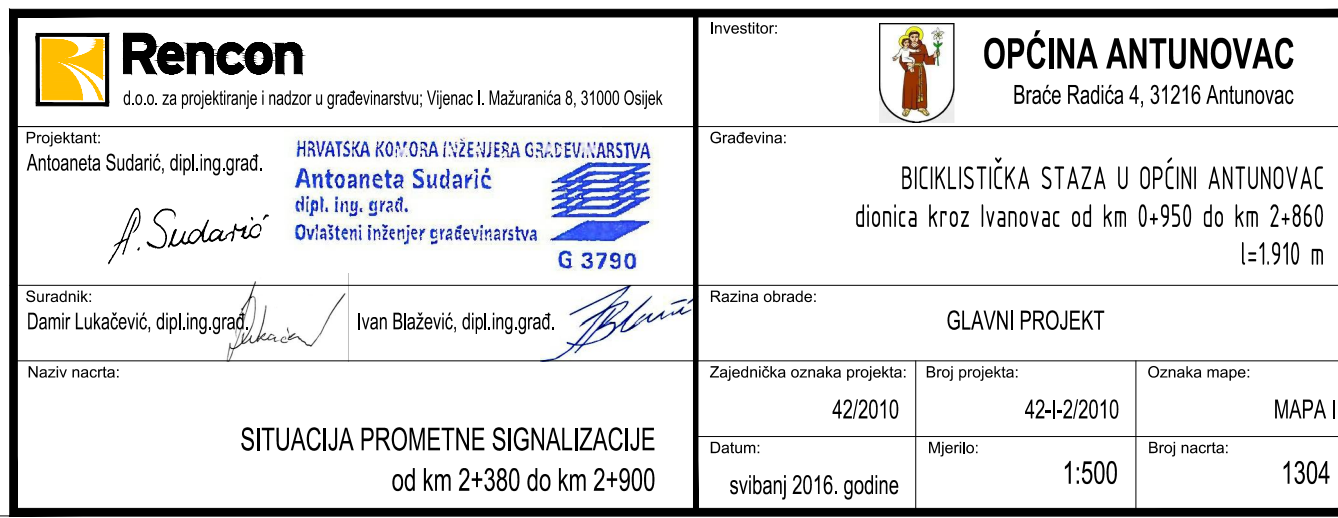 Rencon
d.o.o. za projektiranje i nadzor u građevinarstvu; Vijenac I. Mažuranića 8, 31000 Osijek
Investitor:
OPĆINA ANTUNOVAC
Braće Radića 4, 31216 Antunovac
Projektant:
Antoaneta Sudarić, dipl.ing.građ.
A. Sudarić
HRVATSKA KOMORA INŽENJERA GRAĐEVINARSTVA
Antoaneta Sudarić
dipl. ing. građ.
Ovlašteni inženjer građevinarstva
G 3790
Građevina:
BICIKLISTIČKA STAZA U OPĆINI ANTUNOVAC
dionica kroz Ivanovac od km 0+950 do km 2+860
l=1.910 m
Suradnik:
Damir Lukačević, dipl.ing.građ.
Ivan Blažević, dipl.ing.građ.
Razina obrade:
GLAVNI PROJEKT
Naziv nacrta:
SITUACIJA PROMETNE SIGNALIZACIJE
od km 2+380 do km 2+900
Zajednička oznaka projekta:
42/2010
Broj projekta:
42-I-2/2010
Oznaka mape:
MAPA I
Datum:
svibanj 2016. godine
Mjerilo:
1:500
Broj nacrta:
1304